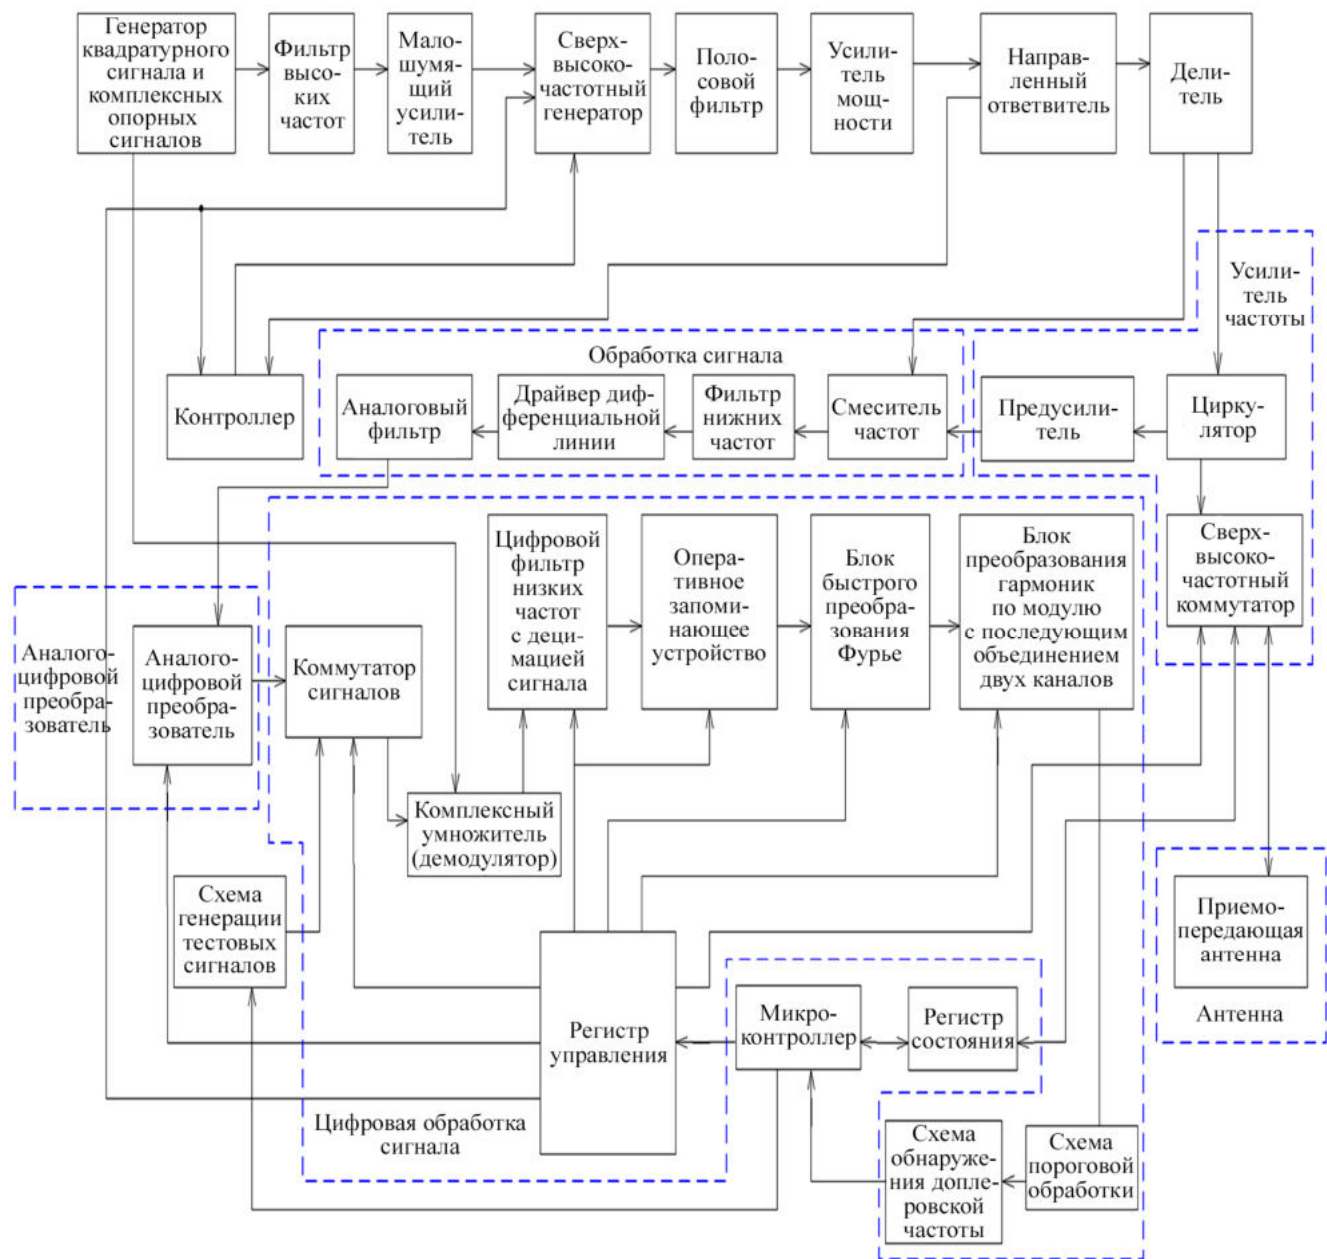 Генератор
квадратурного
сигнала и
комплексных
опорных
сигналов
Фильтр
высо-
ких
частот
Мало-
шумя-
щий
усили-
тель
Сверх-
высоко-
частотный
генератор
Поло-
совой
фильтр
Усили-
тель
мощ-
ности
Направ-
ленный
ответвитель
Дели-
тель
Усили-
тель
частоты
Обработка сигнала
Контроллер
Аналоговый
фильтр
Драйвер диф-
ференциальной
линии
Фильтр
нижних
частот
Смеситель
частот
Предусили-
тель
Цирку-
лятор
Цифровой
фильтр
низких
частот
с деци-
мацией
сигнала
Опера-
тивное
запоми-
нающее
устройство
Блок
быстрого
преобра-
зования
Фурье
Блок
преобразования
гармоник
по модулю
с последующим
объединением
двух каналов
Сверх-
высоко-
частотный
коммутатор
Аналого-
цифровой
преобра-
зователь
Аналого-
цифровой
преобра-
зователь
Коммутатор
сигналов
Комплексный
умножитель
(демодулятор)
Схема
генерации
тестовых
сигналов
Приемо-
передающая
антенна
Антенна
Регистр
управления
Микро-
контроллер
Регистр
состояния
Цифровая обработка
сигнала
Схема
обнаруже-
ния допле-
ровской
частоты
Схема
пороговой
обработки